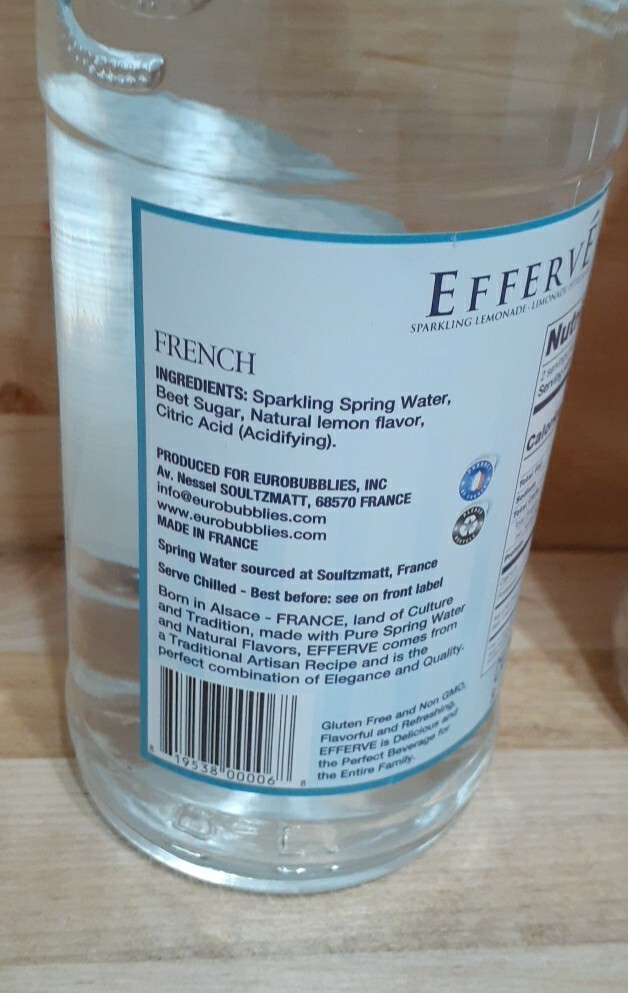 EFFERVÉ
SPARKLING LEMONADE - LIMONADE
FRENCH
INGREDIENTS: Sparkling Spring Water,
Beet Sugar, Natural lemon flavor,
Citric Acid (Acidifying).
PRODUCED FOR EUROBUBBLIES, INC
Av. Nessel SOULTZMATT, 68570 FRANCE
info@eurobubblies.com
www.eurobubblies.com
MADE IN FRANCE
Spring Water sourced at Soultzmatt, France
Serve Chilled - Best before: see on front label
Born in Alsace - FRANCE, land of Culture
and Tradition, made with Pure Spring Water
and Natural Flavors, EFFERVE comes from
a Traditional Artisan Recipe and is the
perfect combination of Elegance and Quality.
Gluten Free and Non GMO,
Flavorful and Refreshing,
EFFERVE is Delicious and
the Perfect Beverage for
the Entire Family.
8 19538 00006 8